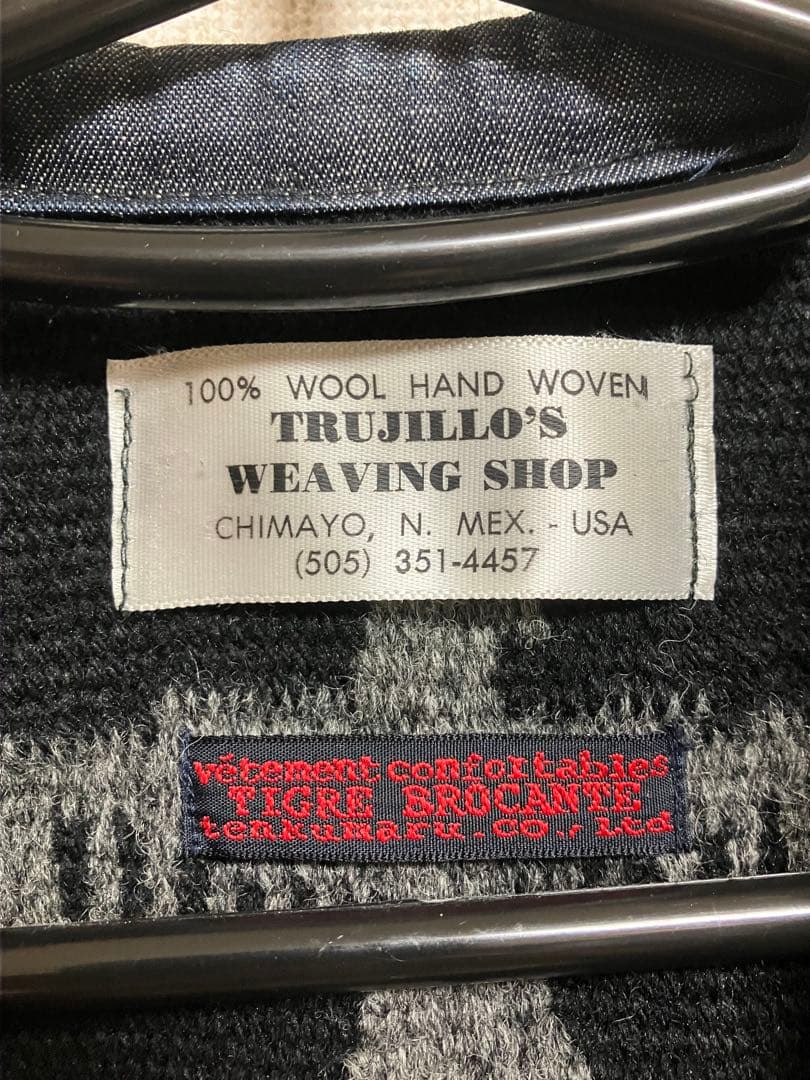 100% WOOL HAND WOVEN
TRUJILLO'S
WEAVING SHOP
CHIMAYO, N. MEX. - USA
(505) 351-4457
vétement confortables
TIGRE BROCANTE
tenkumaru.co., Ltd